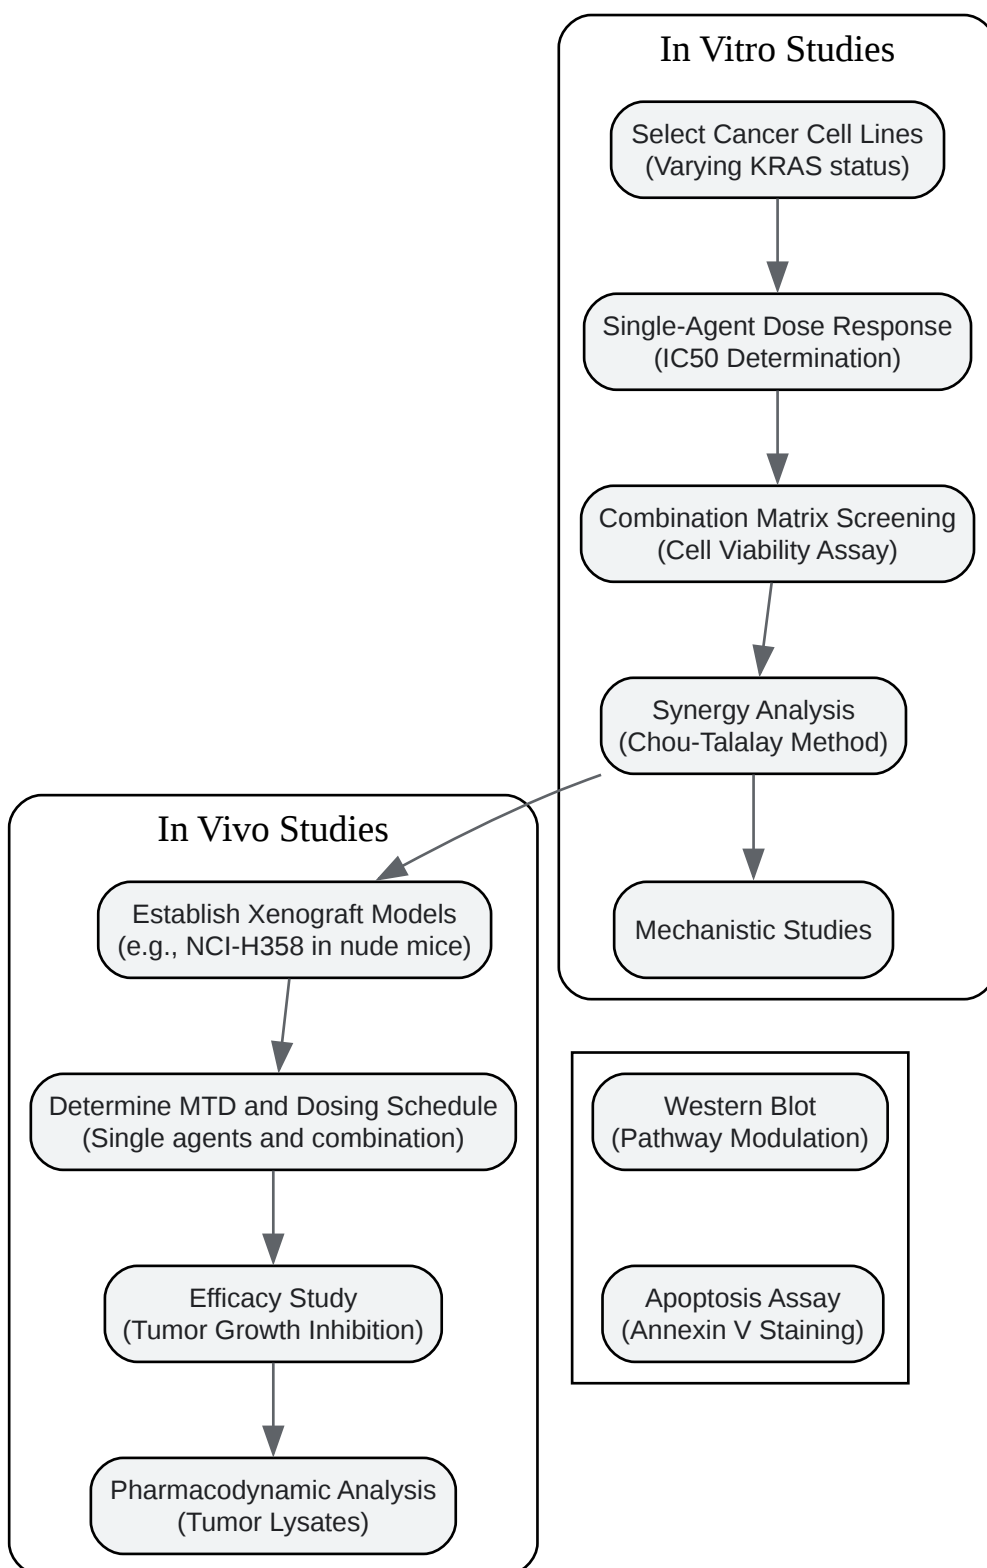 In Vitro Studies
Select Cancer Cell Lines
(Varying KRAS status)
Single-Agent Dose Response
(IC50 Determination)
Combination Matrix Screening
(Cell Viability Assay)
Synergy Analysis
(Chou-Talalay Method)
Mechanistic Studies
In Vivo Studies
Establish Xenograft Models
(e.g., NCI-H358 in nude mice)
Determine MTD and Dosing Schedule
(Single agents and combination)
Efficacy Study
(Tumor Growth Inhibition)
Pharmacodynamic Analysis
(Tumor Lysates)
Western Blot
(Pathway Modulation)
Apoptosis Assay
(Annexin V Staining)